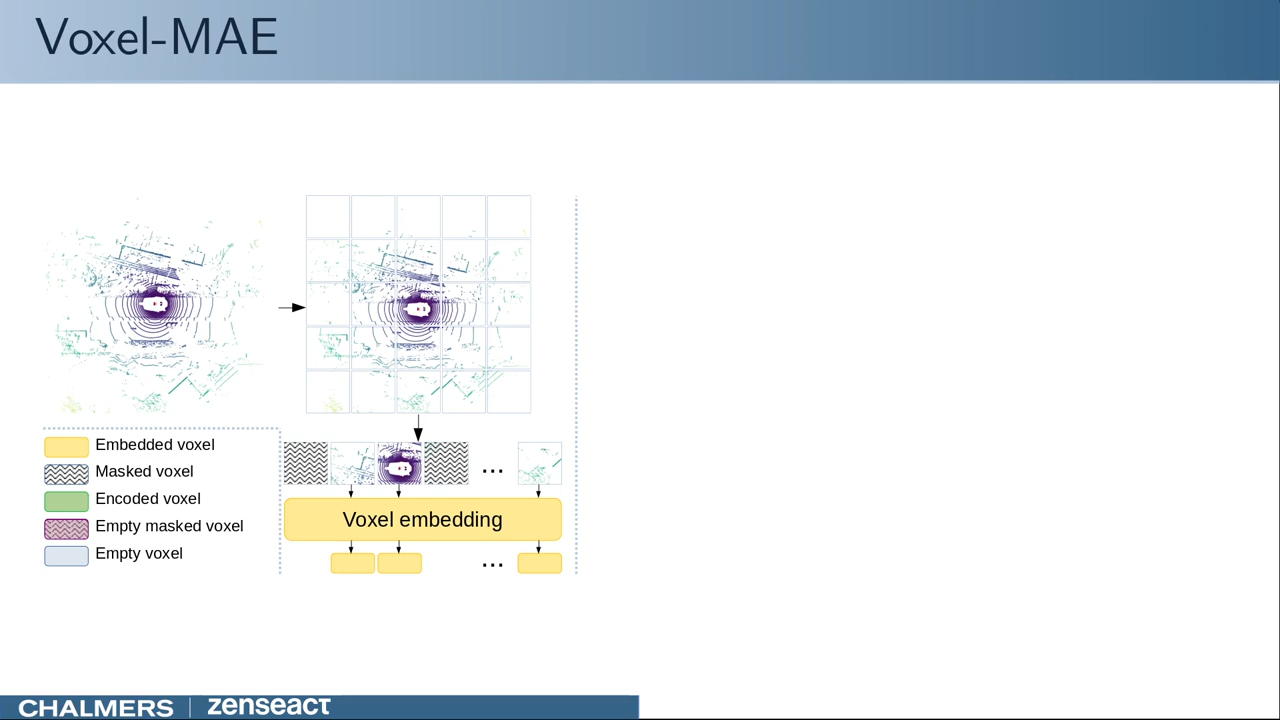 Voxel-MAE
Embedded voxel
Masked voxel
Encoded voxel
Empty masked voxel
Empty voxel
...
Voxel embedding
...
CHALMERS | zenseact